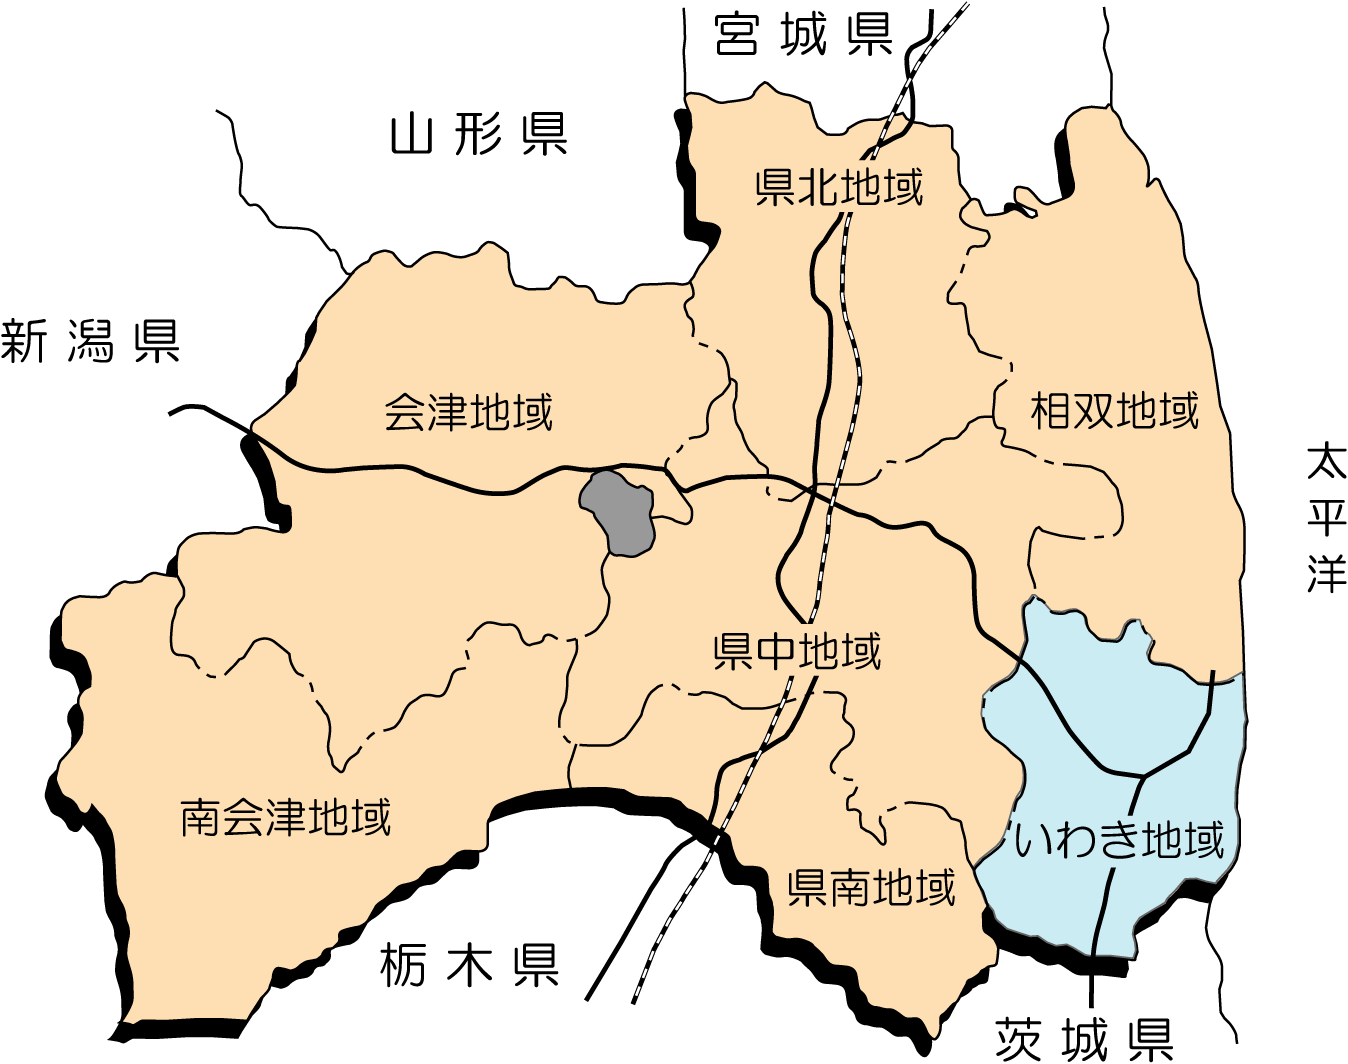 宮城県
山形県
県北地域
新潟県
会津地域
相双地域
太平洋
県中地域
南会津地域
いわき地域
県南地域
栃木県
茨城県